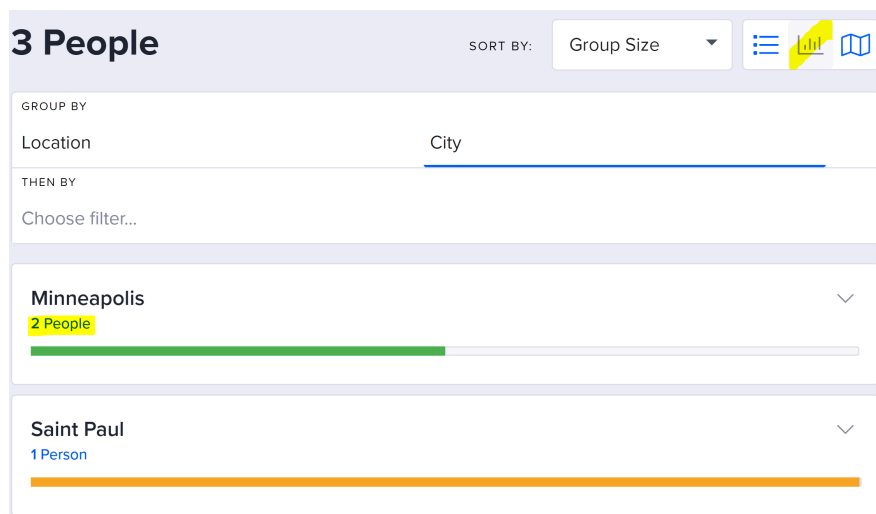 3 People
SORT BY: Group Size
GROUP BY
Location City
THEN BY
Choose filter...
Minneapolis
2 People
Saint Paul
1 Person